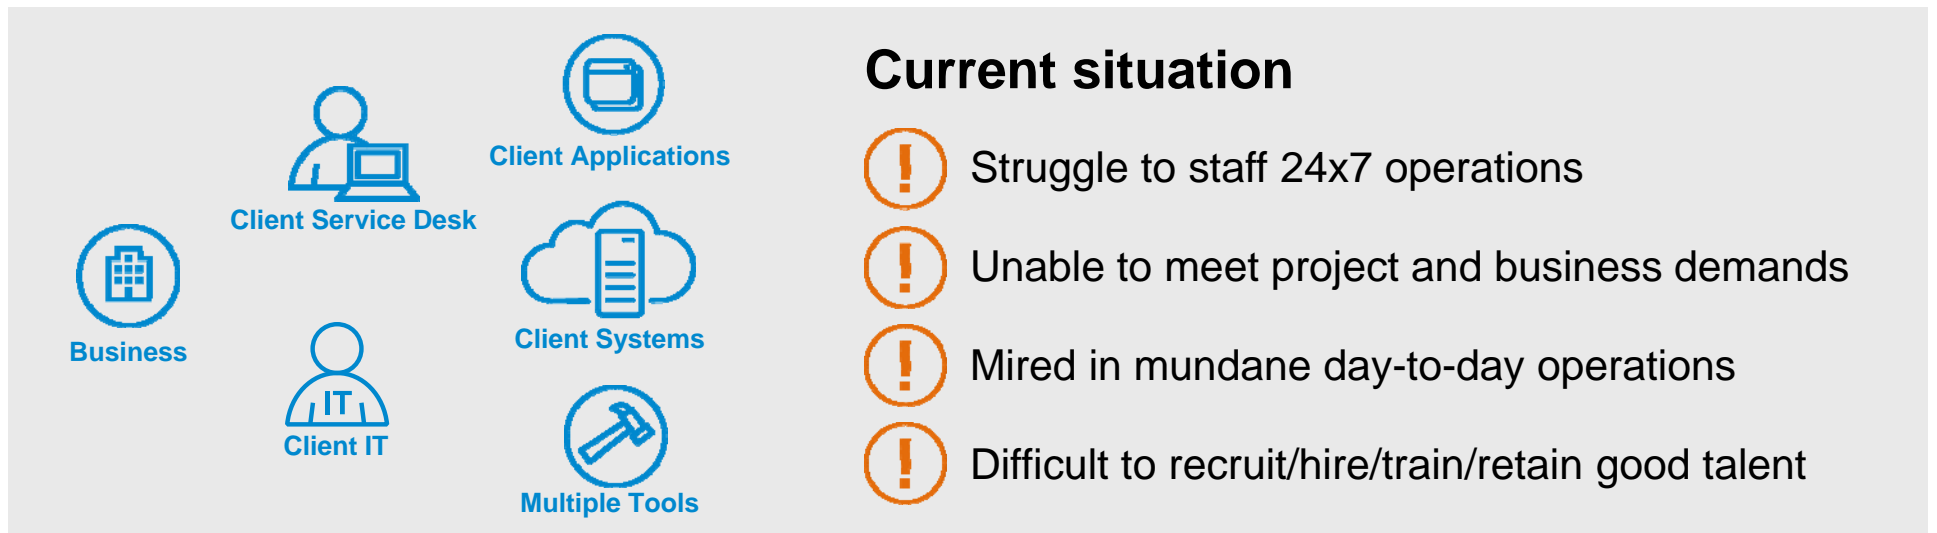 Client Applications
Client Service Desk
Business
Client Systems
IT
Client IT
Multiple Tools
Current situation
Struggle to staff 24x7 operations
Unable to meet project and business demands
Mired in mundane day-to-day operations
Difficult to recruit/hire/train/retain good talent